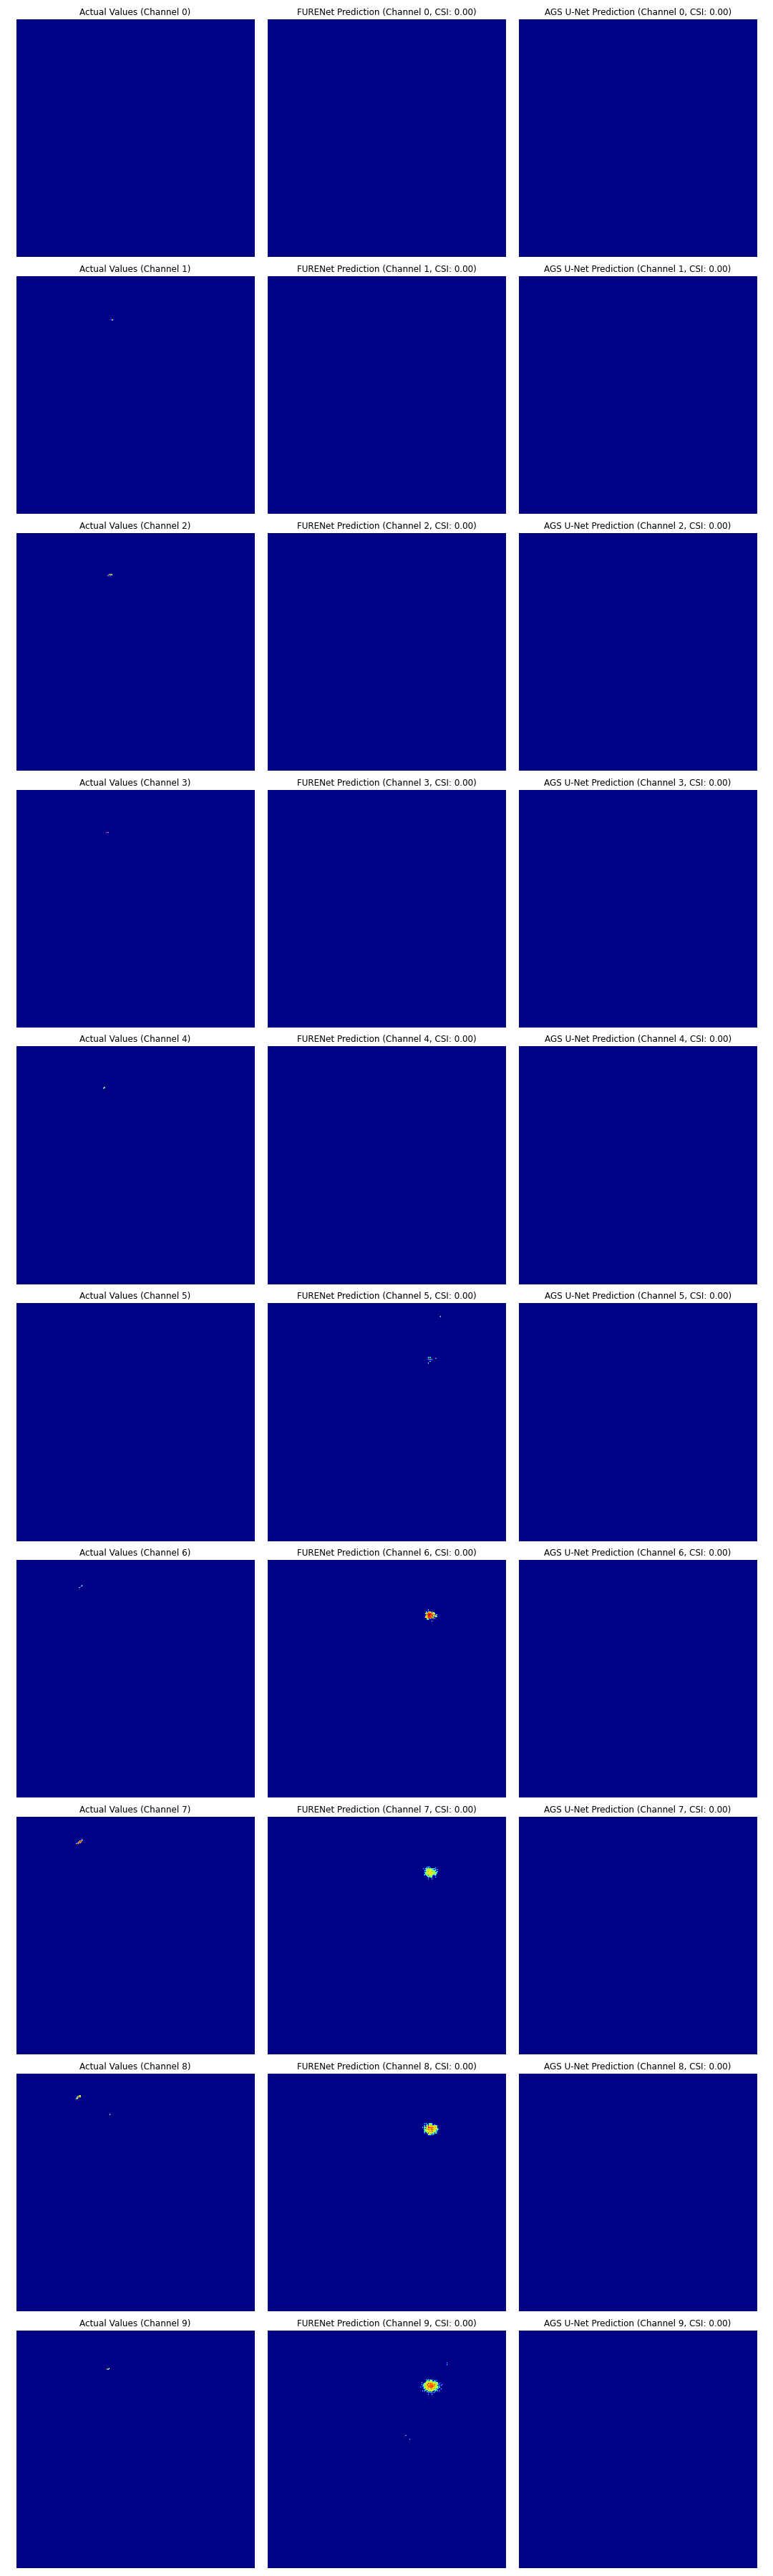 Actual Values (Channel 0)
FURENet Prediction (Channel 0, CSI: 0.00)
AGS U-Net Prediction (Channel 0, CSI: 0.00)
Actual Values (Channel 1)
FURENet Prediction (Channel 1, CSI: 0.00)
AGS U-Net Prediction (Channel 1, CSI: 0.00)
Actual Values (Channel 2)
FURENet Prediction (Channel 2, CSI: 0.00)
AGS U-Net Prediction (Channel 2, CSI: 0.00)
Actual Values (Channel 3)
FURENet Prediction (Channel 3, CSI: 0.00)
AGS U-Net Prediction (Channel 3, CSI: 0.00)
Actual Values (Channel 4)
FURENet Prediction (Channel 4, CSI: 0.00)
AGS U-Net Prediction (Channel 4, CSI: 0.00)
Actual Values (Channel 5)
FURENet Prediction (Channel 5, CSI: 0.00)
AGS U-Net Prediction (Channel 5, CSI: 0.00)
Actual Values (Channel 6)
FURENet Prediction (Channel 6, CSI: 0.00)
AGS U-Net Prediction (Channel 6, CSI: 0.00)
Actual Values (Channel 7)
FURENet Prediction (Channel 7, CSI: 0.00)
AGS U-Net Prediction (Channel 7, CSI: 0.00)
Actual Values (Channel 8)
FURENet Prediction (Channel 8, CSI: 0.00)
AGS U-Net Prediction (Channel 8, CSI: 0.00)
Actual Values (Channel 9)
FURENet Prediction (Channel 9, CSI: 0.00)
AGS U-Net Prediction (Channel 9, CSI: 0.00)